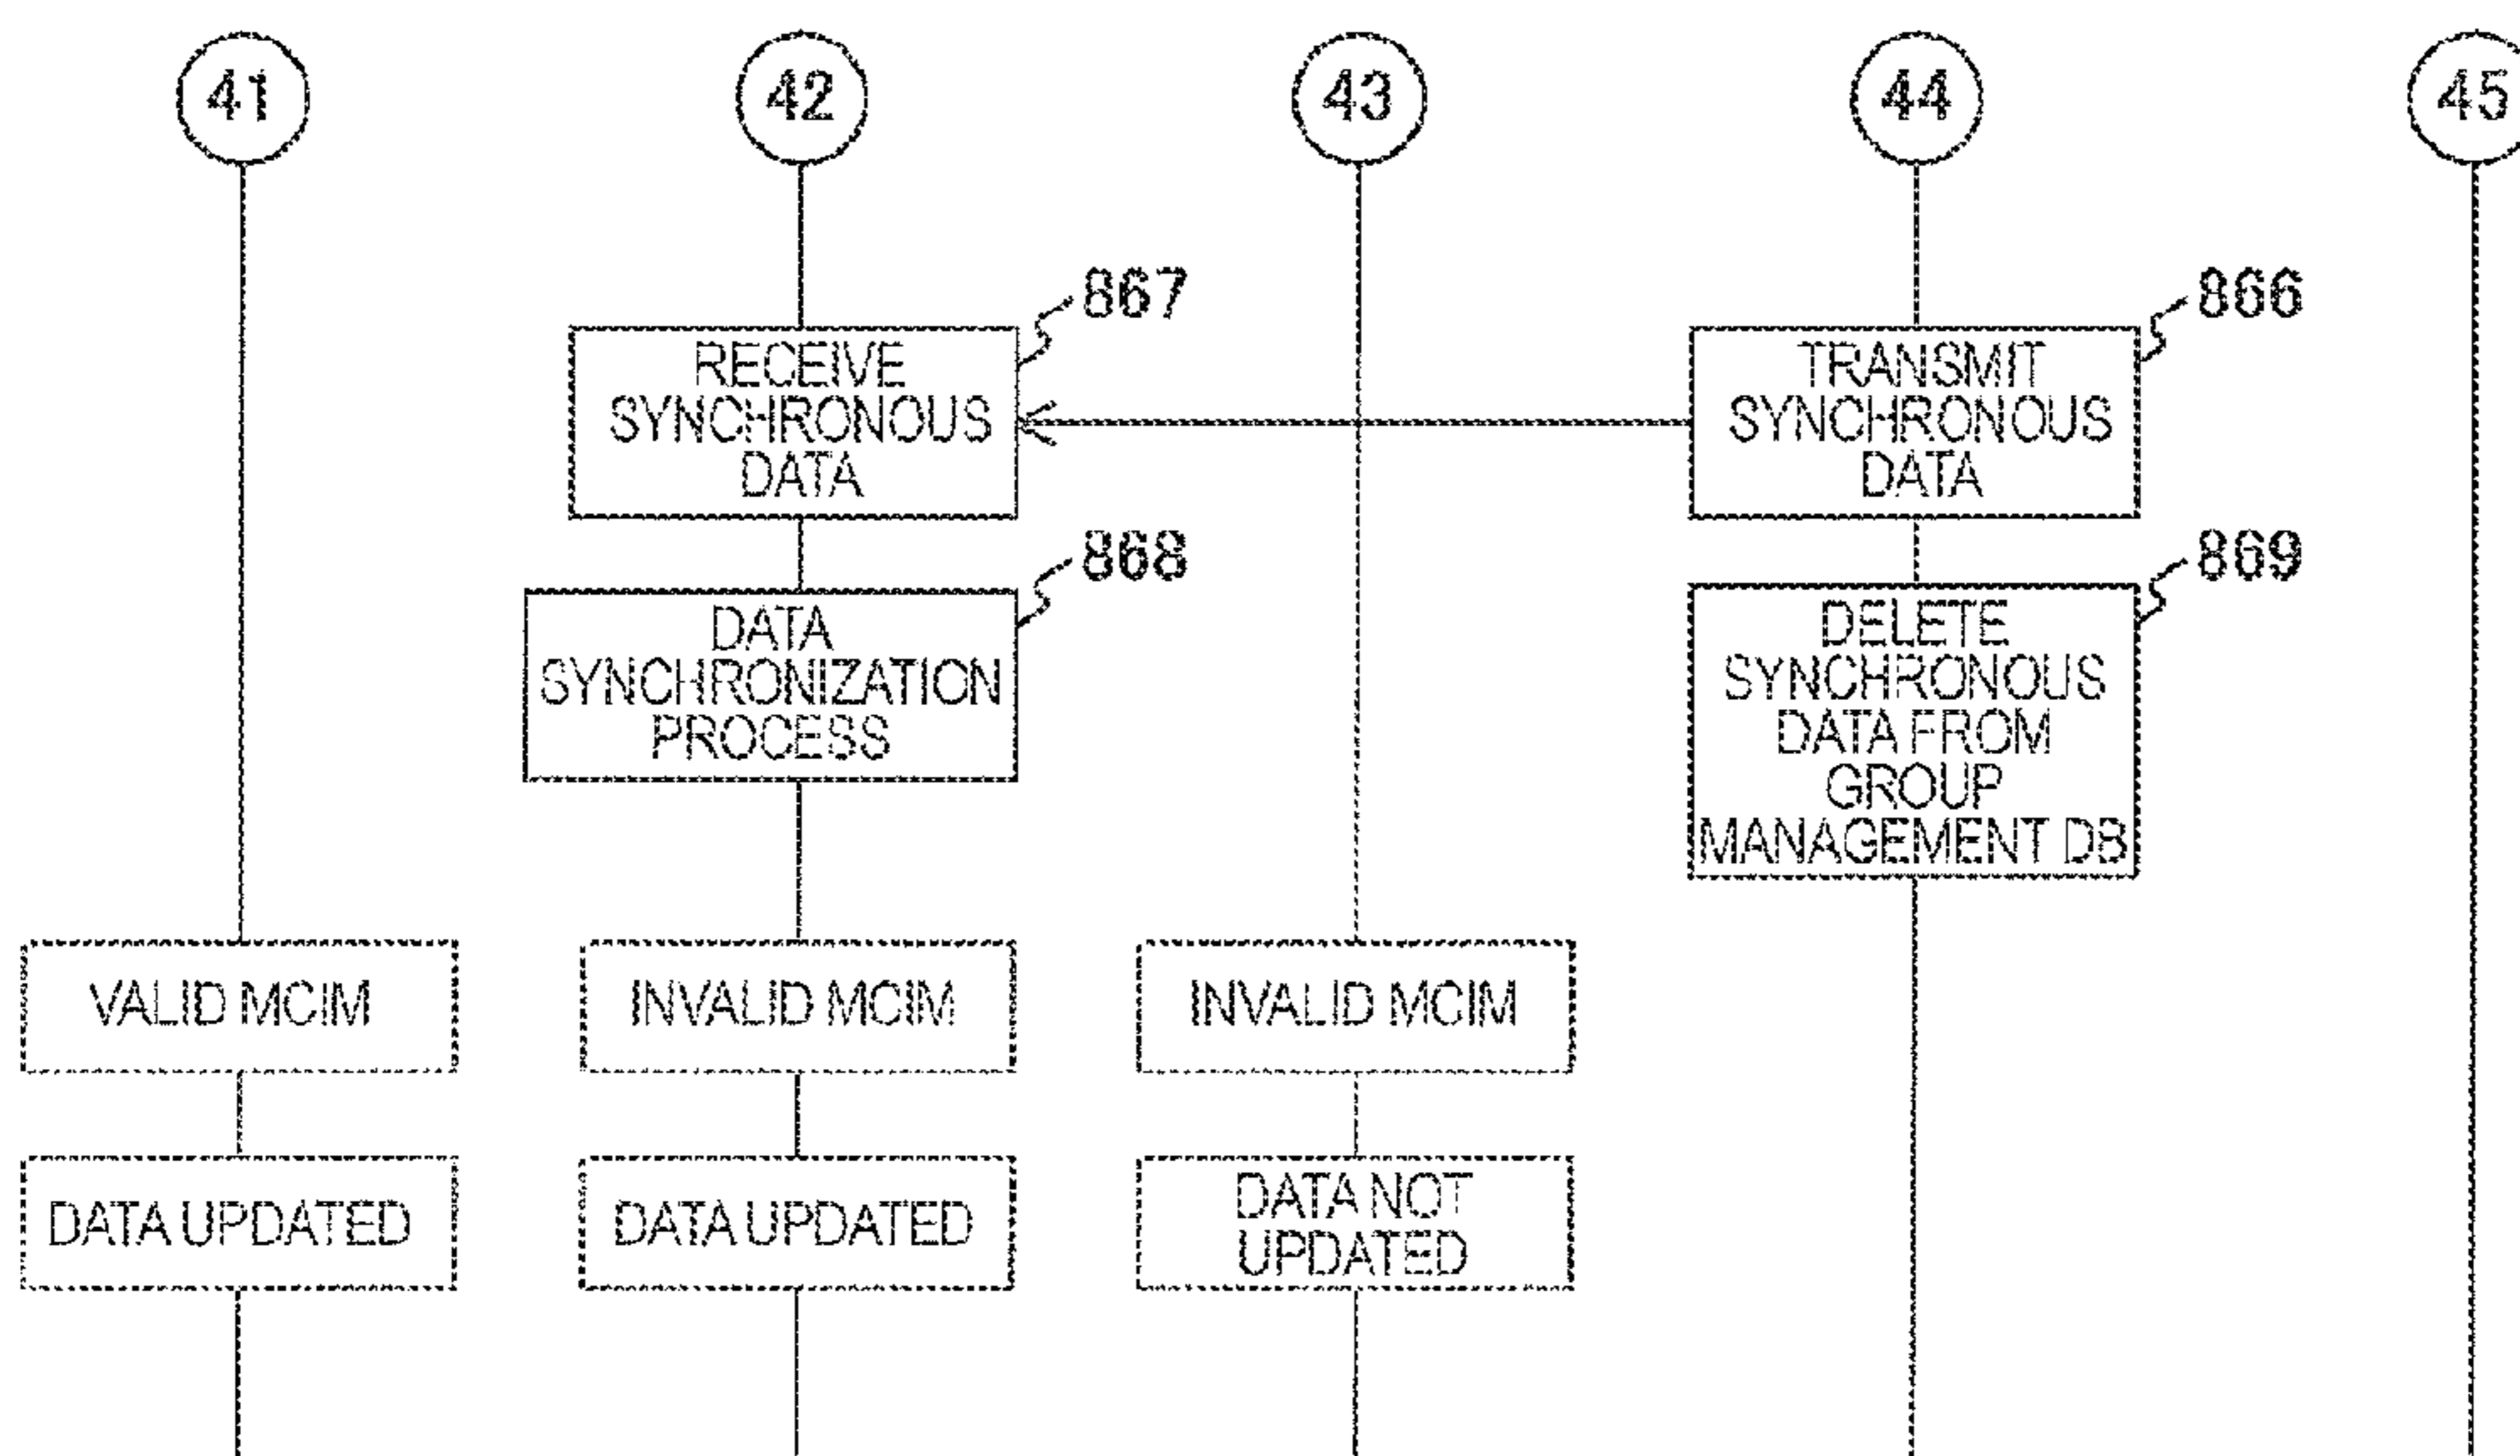 41
42
43
44
45
867
866
RECEIVE
SYNCHRONOUS
DATA
TRANSMIT
SYNCHRONOUS
DATA
868
869
DATA
SYNCHRONIZATION
PROCESS
DELETE
SYNCHRONOUS
DATA FROM
GROUP
MANAGEMENT DB
VALID MCIM
INVALID MCIM
INVALID MCIM
DATA UPDATED
DATA UPDATED
DATA NOT
UPDATED